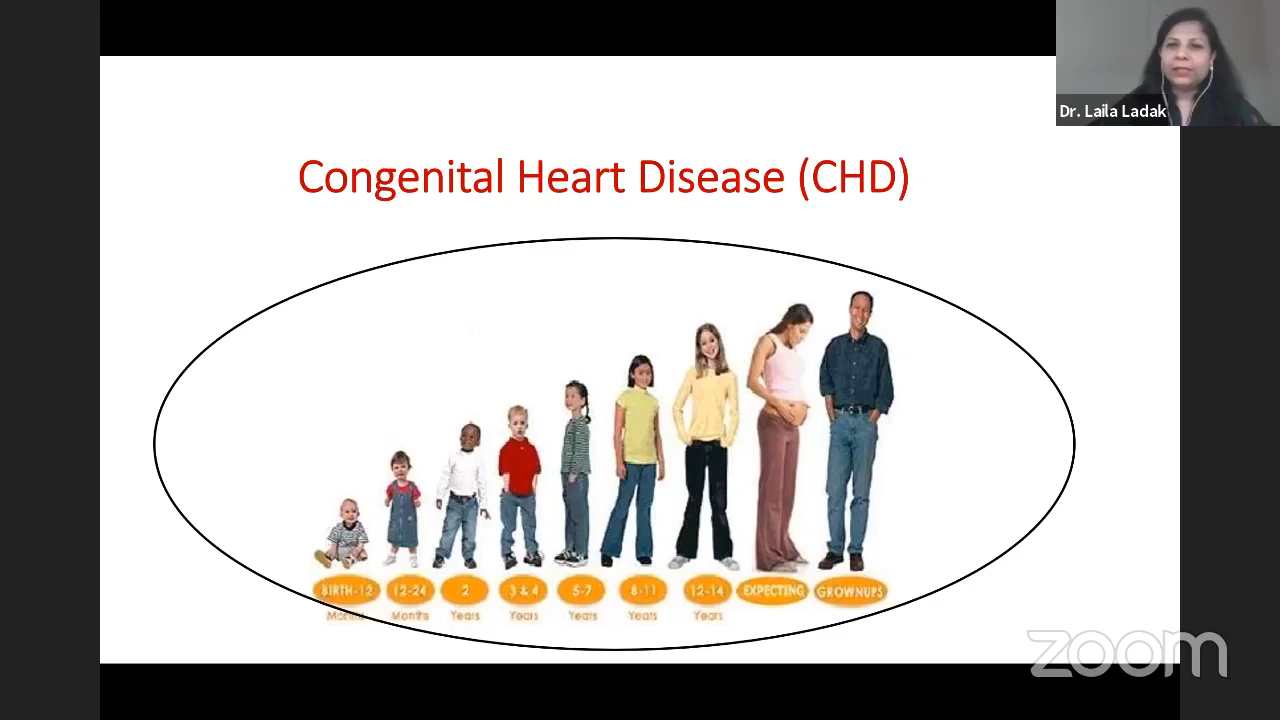 Dr. Laila Ladak
Congenital Heart Disease (CHD)
BIRTH-12 12-24 2 3 & 4 5-7 8-11 12-14 EXPECTING GROWNUPS
Months Months Years Years Years Years Years
zoom